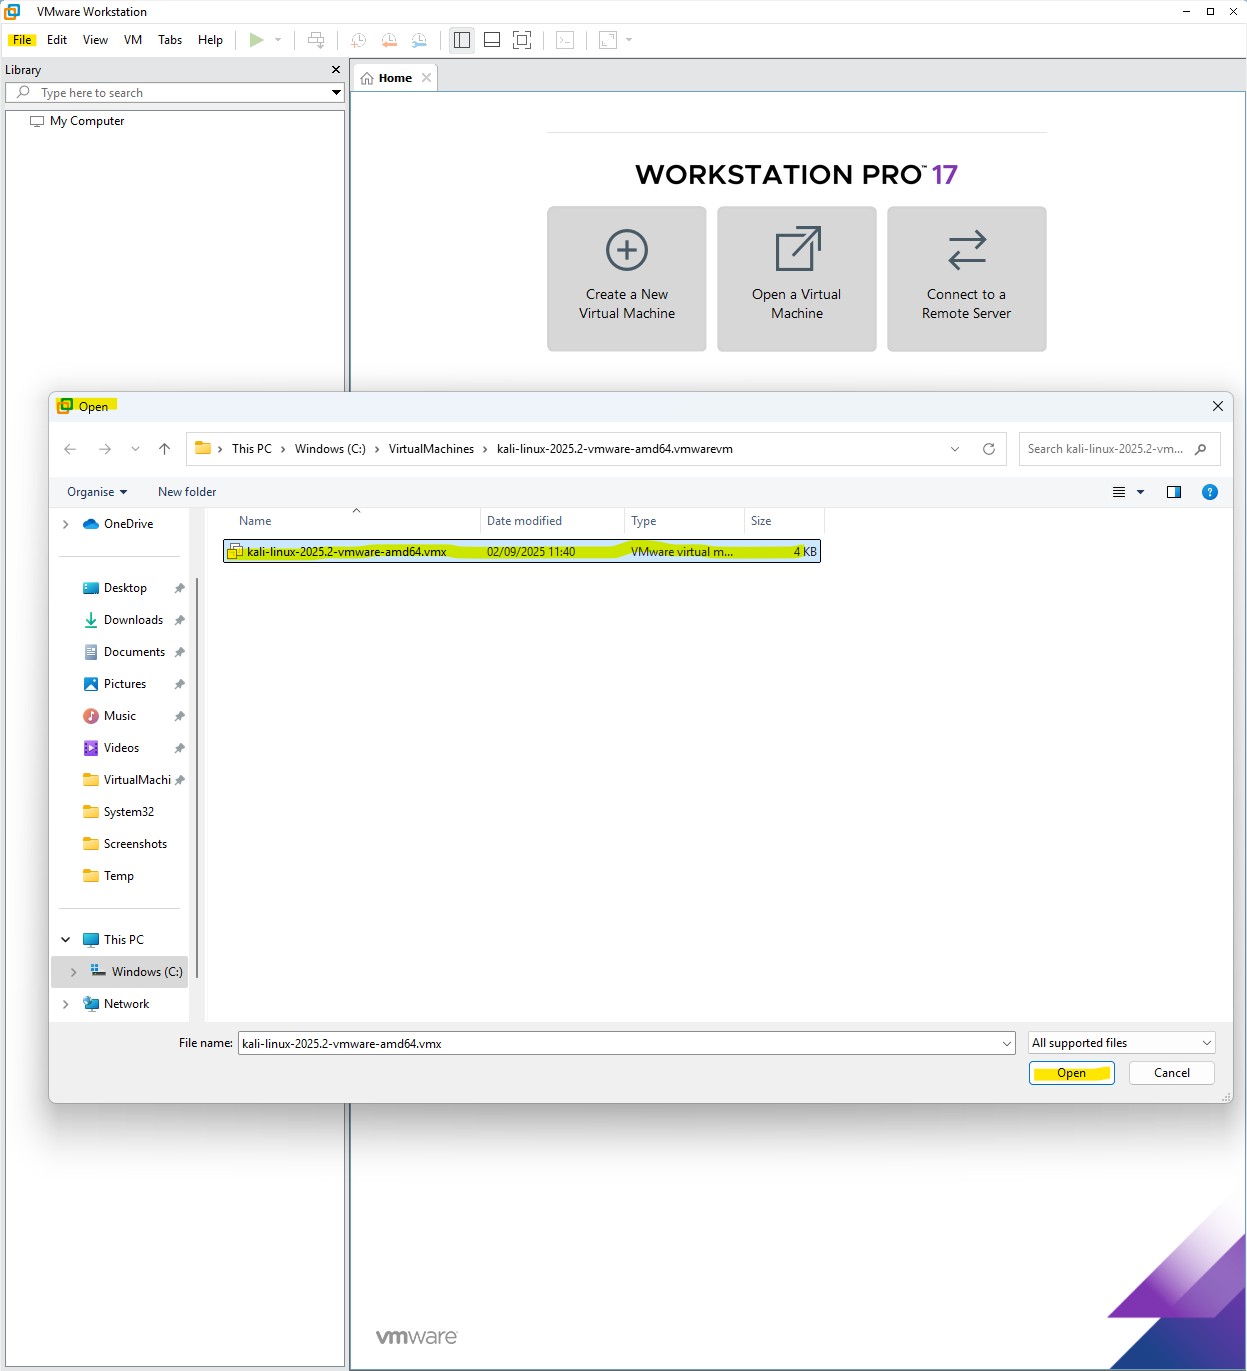 VMware Workstation
File Edit View VM Tabs Help
Library
Type here to search
My Computer
Home
WORKSTATION PRO™ 17
Create a New
Virtual Machine
Open a Virtual
Machine
Connect to a
Remote Server
Open
This PC > Windows (C:) > VirtualMachines > kali-linux-2025.2-vmware-amd64.vmwarevm
Search kali-linux-2025.2-vm...
Organise New folder
Name Date modified Type Size
kali-linux-2025.2-vmware-amd64.vmx 02/09/2025 11:40 VMware virtual m... 4 KB
OneDrive
Desktop
Downloads
Documents
Pictures
Music
Videos
VirtualMachi
System32
Screenshots
Temp
This PC
Windows (C:)
Network
File name: kali-linux-2025.2-vmware-amd64.vmx All supported files
Open Cancel
vmware